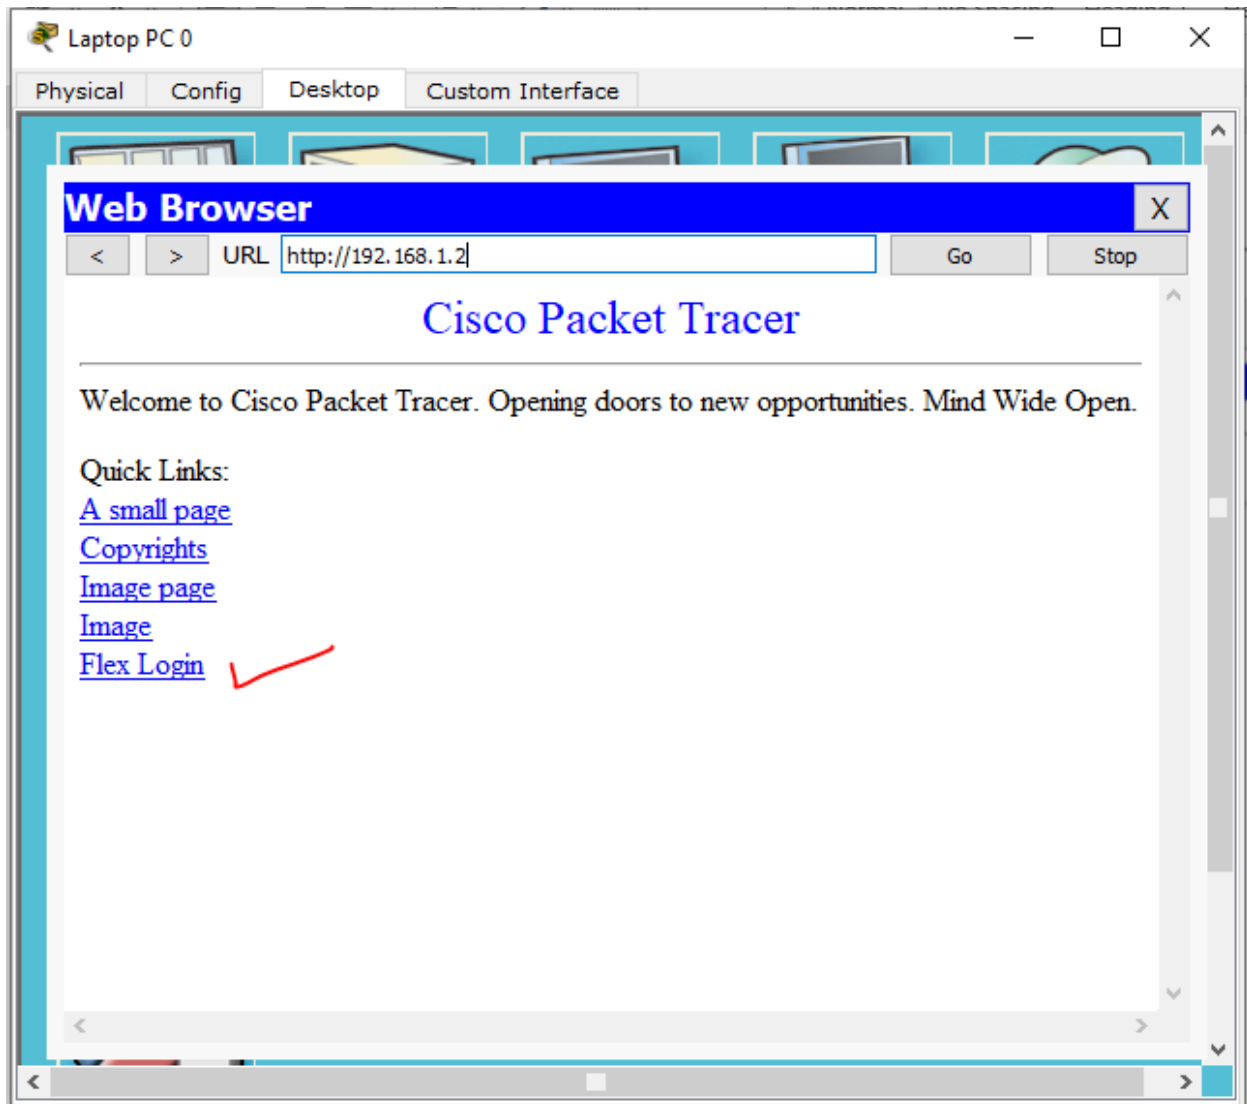 Laptop PC 0
Physical Config Desktop Custom Interface
Web Browser X
< > URL http://192.168.1.2 Go Stop
Cisco Packet Tracer
Welcome to Cisco Packet Tracer. Opening doors to new opportunities. Mind Wide Open.
Quick Links:
A small page
Copyrights
Image page
Image
Flex Login